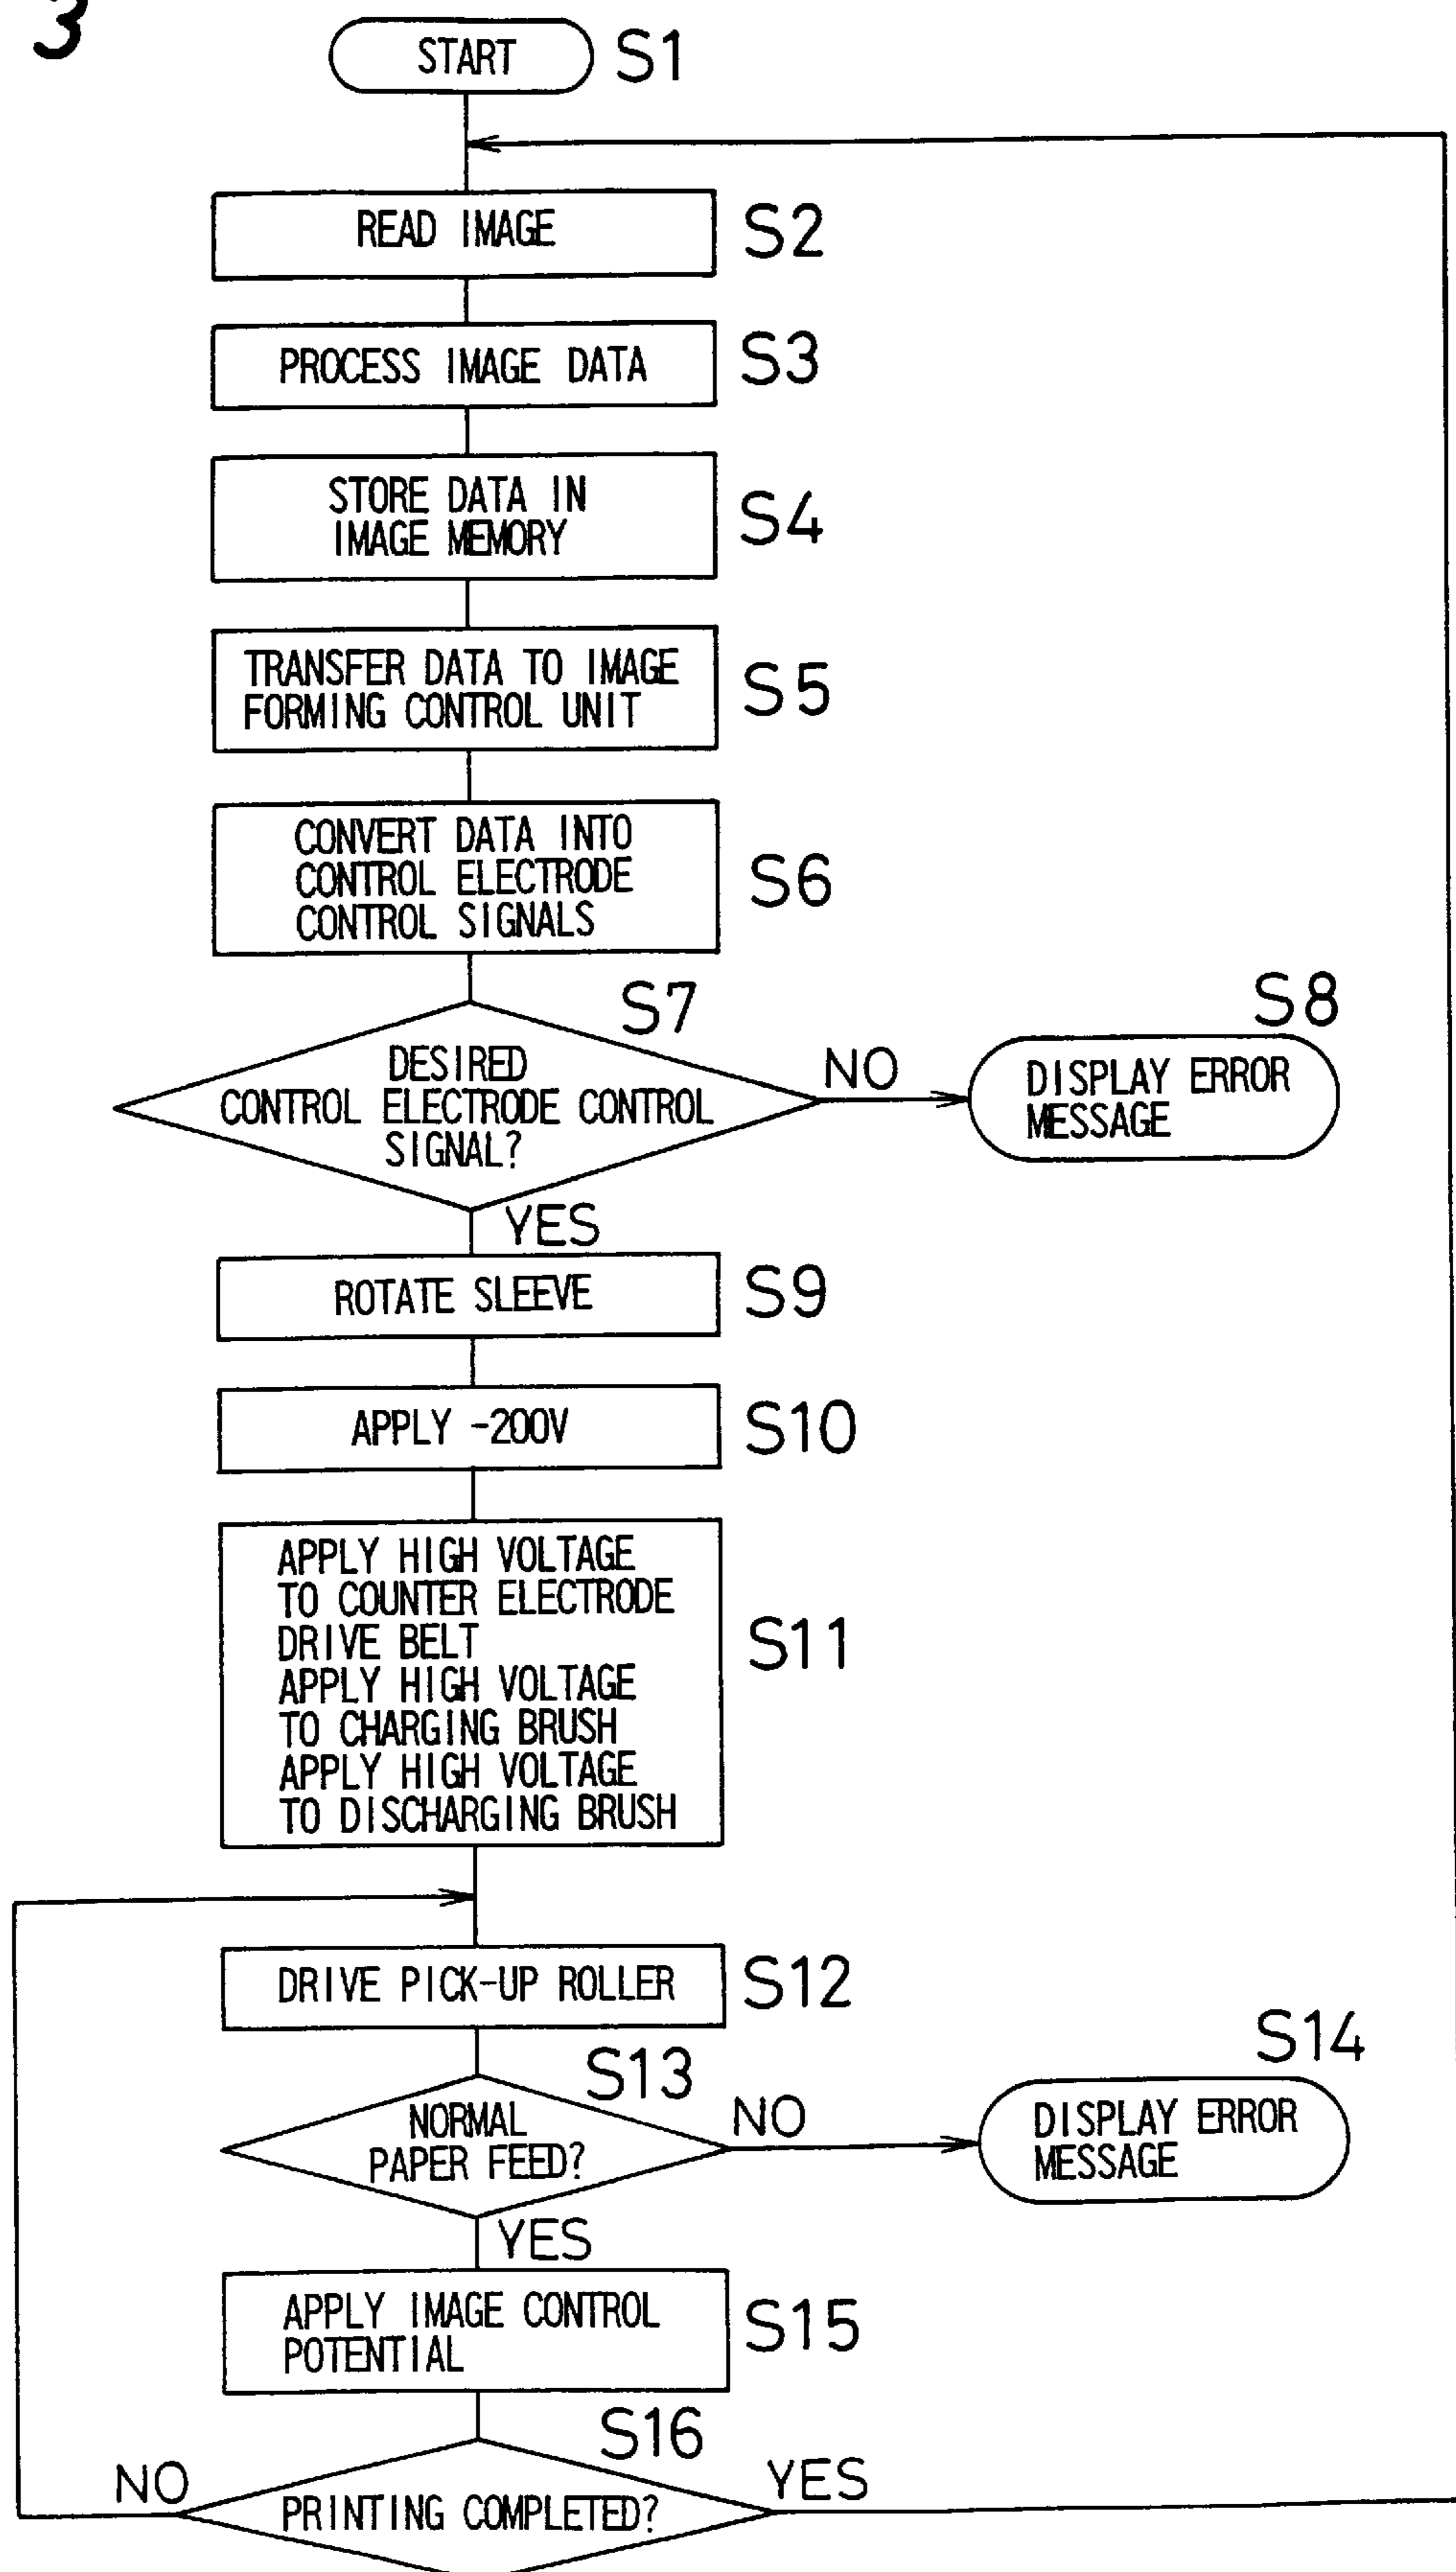 3
START S1
READ IMAGE S2
PROCESS IMAGE DATA S3
STORE DATA IN
IMAGE MEMORY
S4
TRANSFER DATA TO IMAGE
FORMING CONTROL UNIT
S5
CONVERT DATA INTO
CONTROL ELECTRODE
CONTROL SIGNALS
S6
S7
DESIRED
CONTROL ELECTRODE CONTROL
SIGNAL?
NO
S8
DISPLAY ERROR
MESSAGE
YES
ROTATE SLEEVE S9
APPLY -200V S10
APPLY HIGH VOLTAGE
TO COUNTER ELECTRODE
DRIVE BELT
APPLY HIGH VOLTAGE
TO CHARGING BRUSH
APPLY HIGH VOLTAGE
TO DISCHARGING BRUSH
S11
DRIVE PICK-UP ROLLER S12
S13
NORMAL
PAPER FEED?
NO
S14
DISPLAY ERROR
MESSAGE
YES
APPLY IMAGE CONTROL
POTENTIAL
S15
S16
NO
PRINTING COMPLETED?
YES